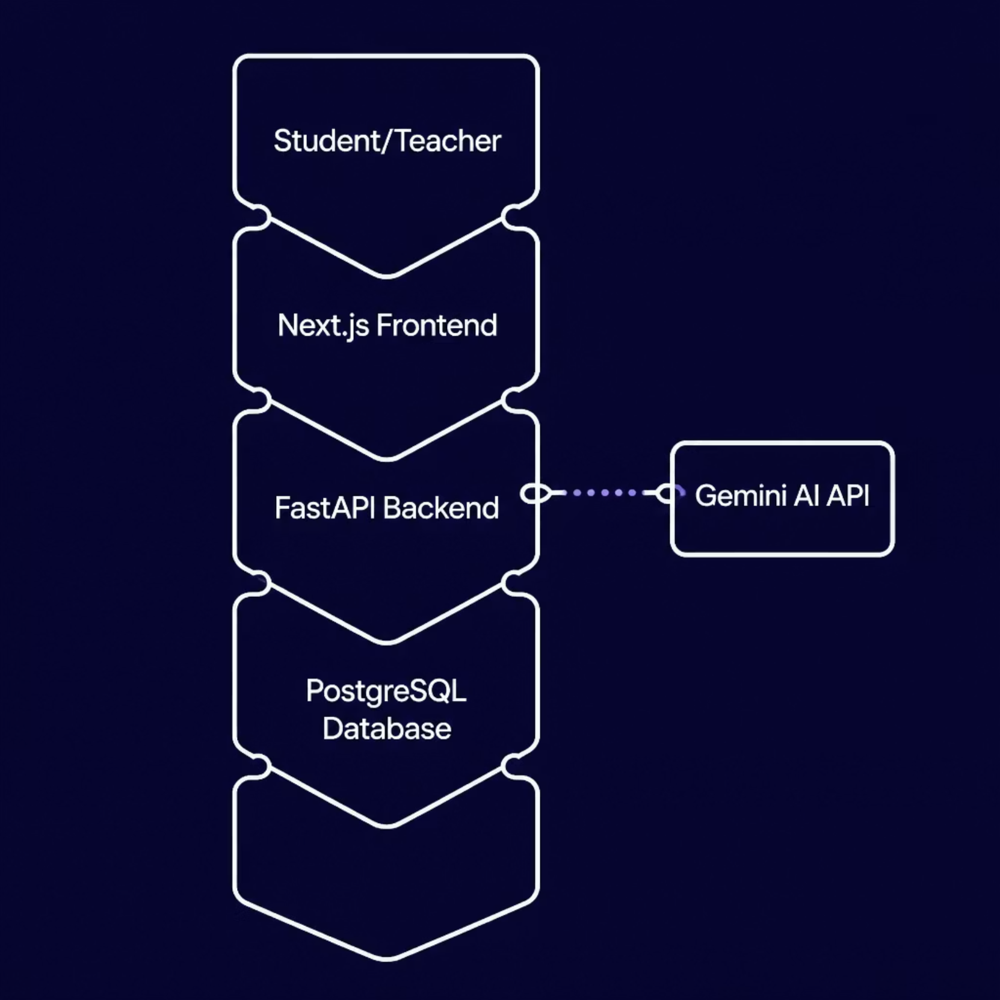 Student/Teacher
Next.js Frontend
FastAPI Backend
Gemini AI API
PostgreSQL
Database